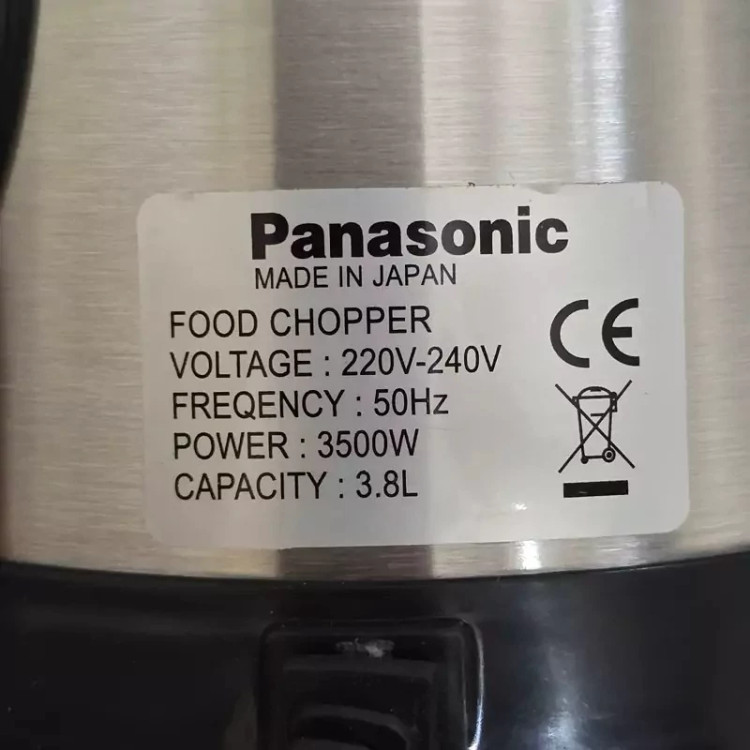 Panasonic
MADE IN JAPAN
FOOD CHOPPER
VOLTAGE : 220V-240V
FREQENCY : 50Hz
POWER : 3500W
CAPACITY : 3.8L
CE